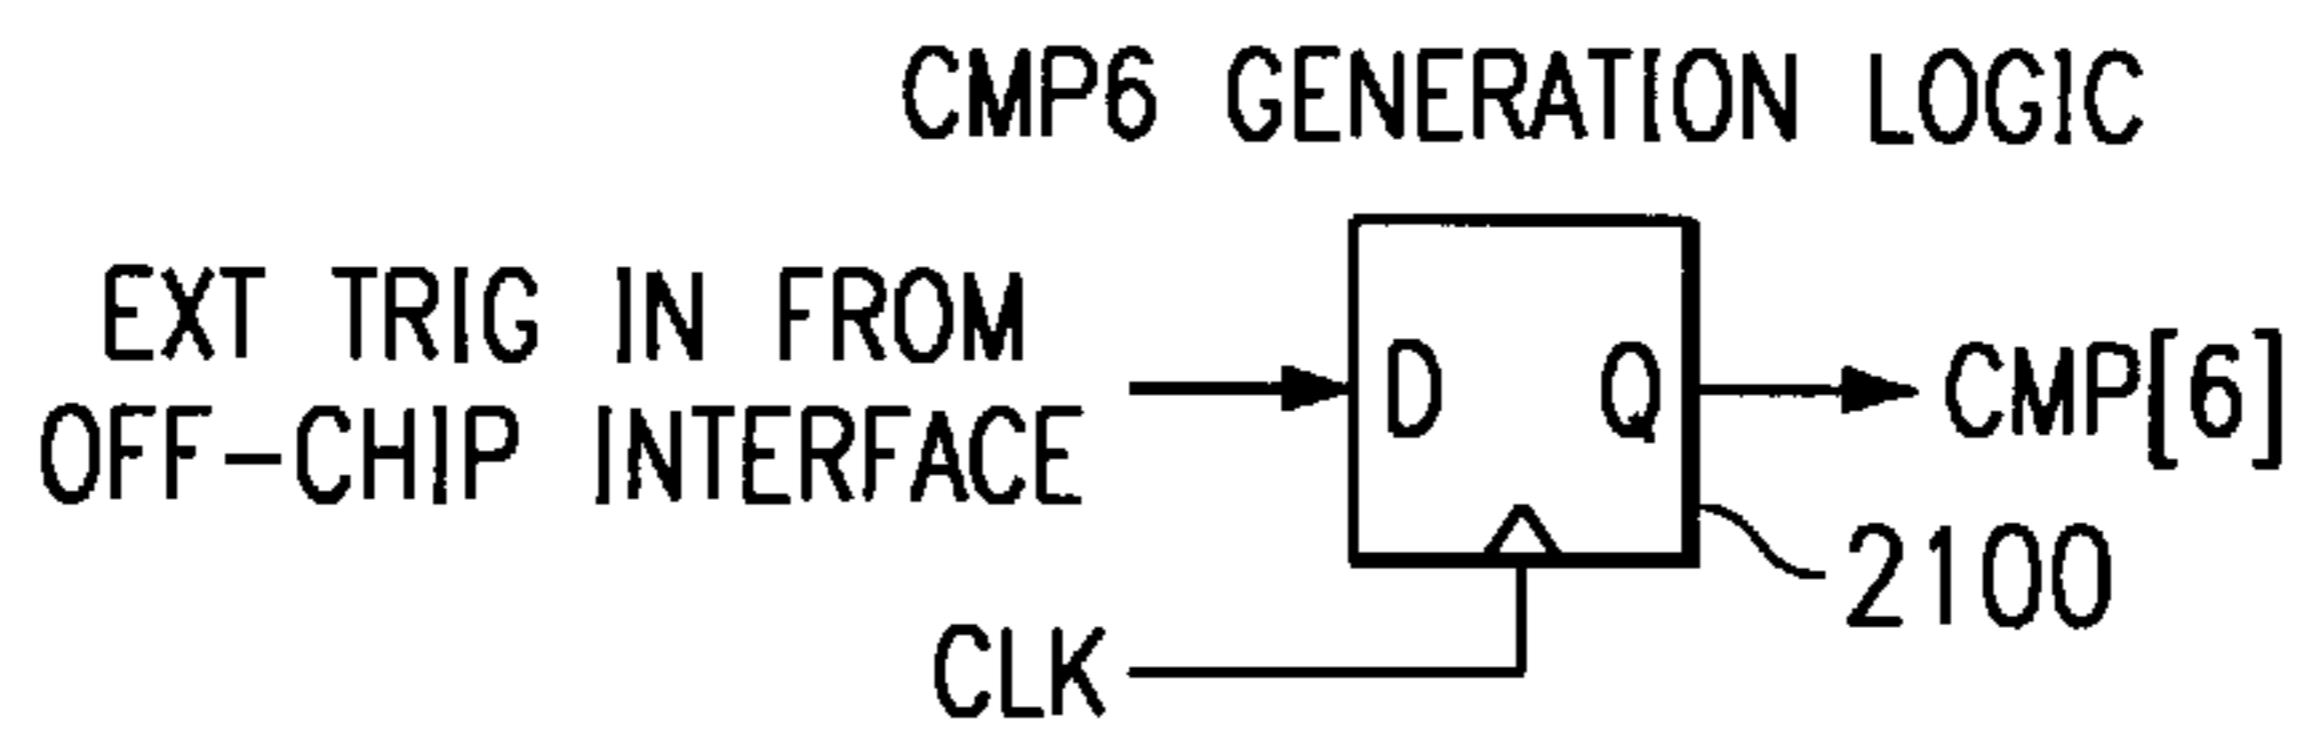 CMP6 GENERATION LOGIC
EXT TRIG IN FROM
OFF-CHIP INTERFACE
D Q
CMP[6]
2100
CLK